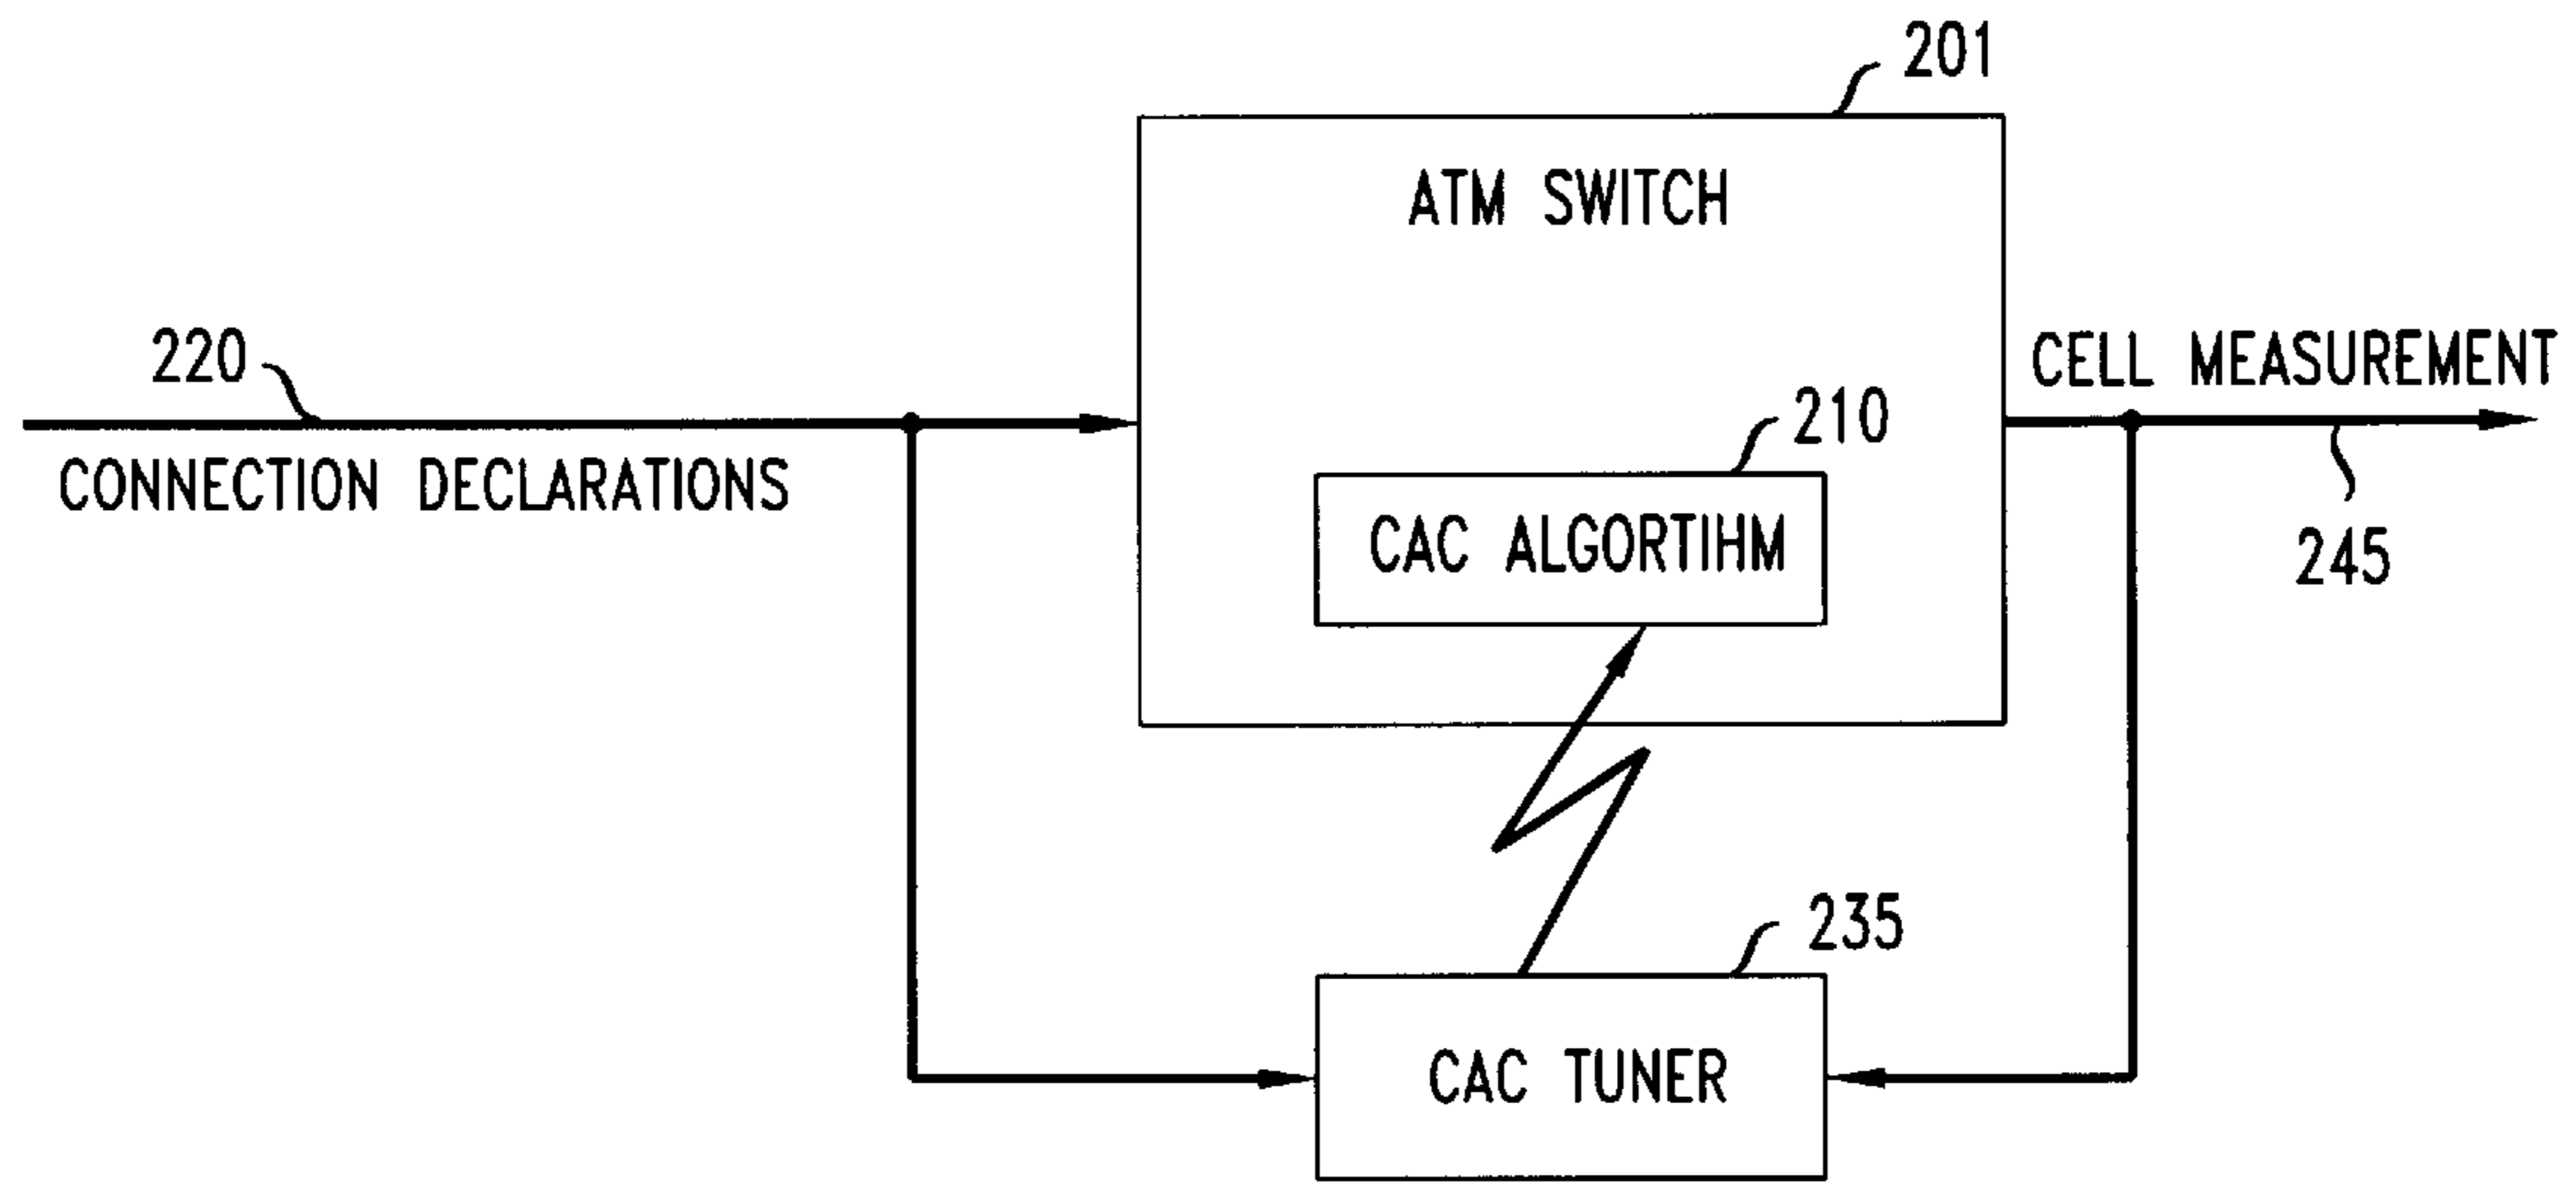 201
ATM SWITCH
220
CELL MEASUREMENT
210
CONNECTION DECLARATIONS
CAC ALGORTIHM
245
235
CAC TUNER